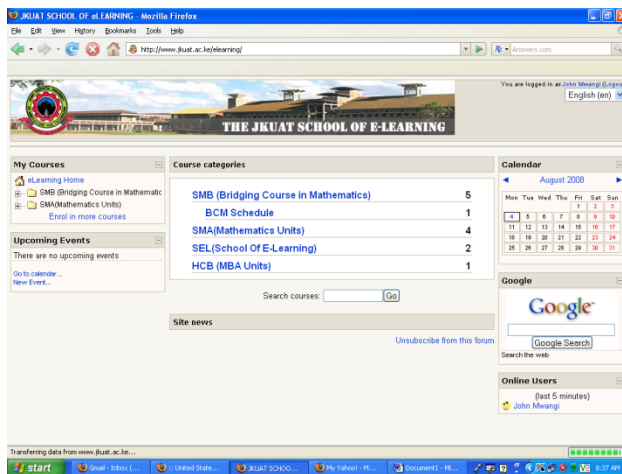 JKUAT SCHOOL OF eLEARNING - Mozilla Firefox
File Edit View History Bookmarks Tools Help
http://www.jkuat.ac.ke/elearning/
Answers.com
You are logged in as John Mwangi (Logout
English (en)
THE JKUAT SCHOOL OF E-LEARNING
My Courses
eLearning Home
SMB (Bridging Course in Mathematic
SMA(Mathematics Units)
Enrol in more courses
Upcoming Events
There are no upcoming events
Go to calendar...
New Event...
Course categories
SMB (Bridging Course in Mathematics) 5
BCM Schedule 1
SMA(Mathematics Units) 4
SEL(School Of E-Learning) 2
HCB (MBA Units) 1
Search courses: Go
Site news
Unsubscribe from this forum
Calendar
August 2008
Mon Tue Wed Thu Fri Sat Sun
1 2 3
4 5 6 7 8 9 10
11 12 13 14 15 16 17
18 19 20 21 22 23 24
25 26 27 28 29 30 31
Google
Google
Google Search
Search the web
Online Users
(last 5 minutes)
John Mwangi
Transferring data from www.jkuat.ac.ke...
start
Gmail - Inbox (...
:: United State...
JKUAT SCHOO...
My Yahoo! - M...
Document1 - Mi...
8:37 AM